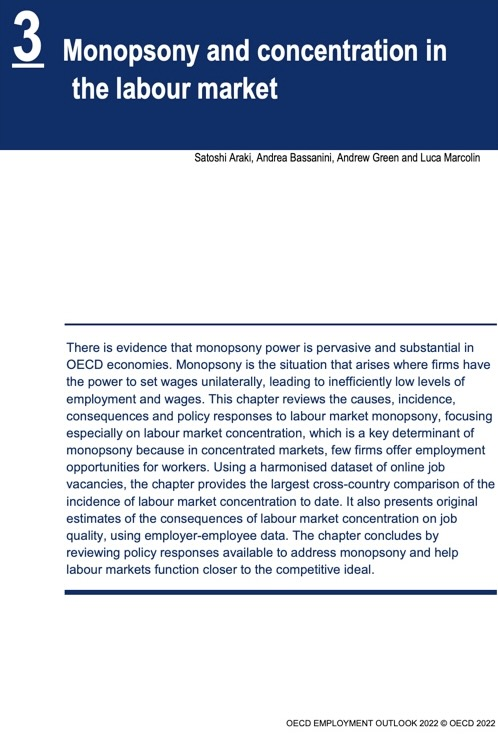 3
Monopsony and concentration in
the labour market
Satoshi Araki, Andrea Bassanini, Andrew Green and Luca Marcolin
There is evidence that monopsony power is pervasive and substantial in
OECD economies. Monopsony is the situation that arises where firms have
the power to set wages unilaterally, leading to inefficiently low levels of
employment and wages. This chapter reviews the causes, incidence,
consequences and policy responses to labour market monopsony, focusing
especially on labour market concentration, which is a key determinant of
monopsony because in concentrated markets, few firms offer employment
opportunities for workers. Using a harmonised dataset of online job
vacancies, the chapter provides the largest cross-country comparison of the
incidence of labour market concentration to date. It also presents original
estimates of the consequences of labour market concentration on job
quality, using employer-employee data. The chapter concludes by
reviewing policy responses available to address monopsony and help
labour markets function closer to the competitive ideal.
OECD EMPLOYMENT OUTLOOK 2022 © OECD 2022